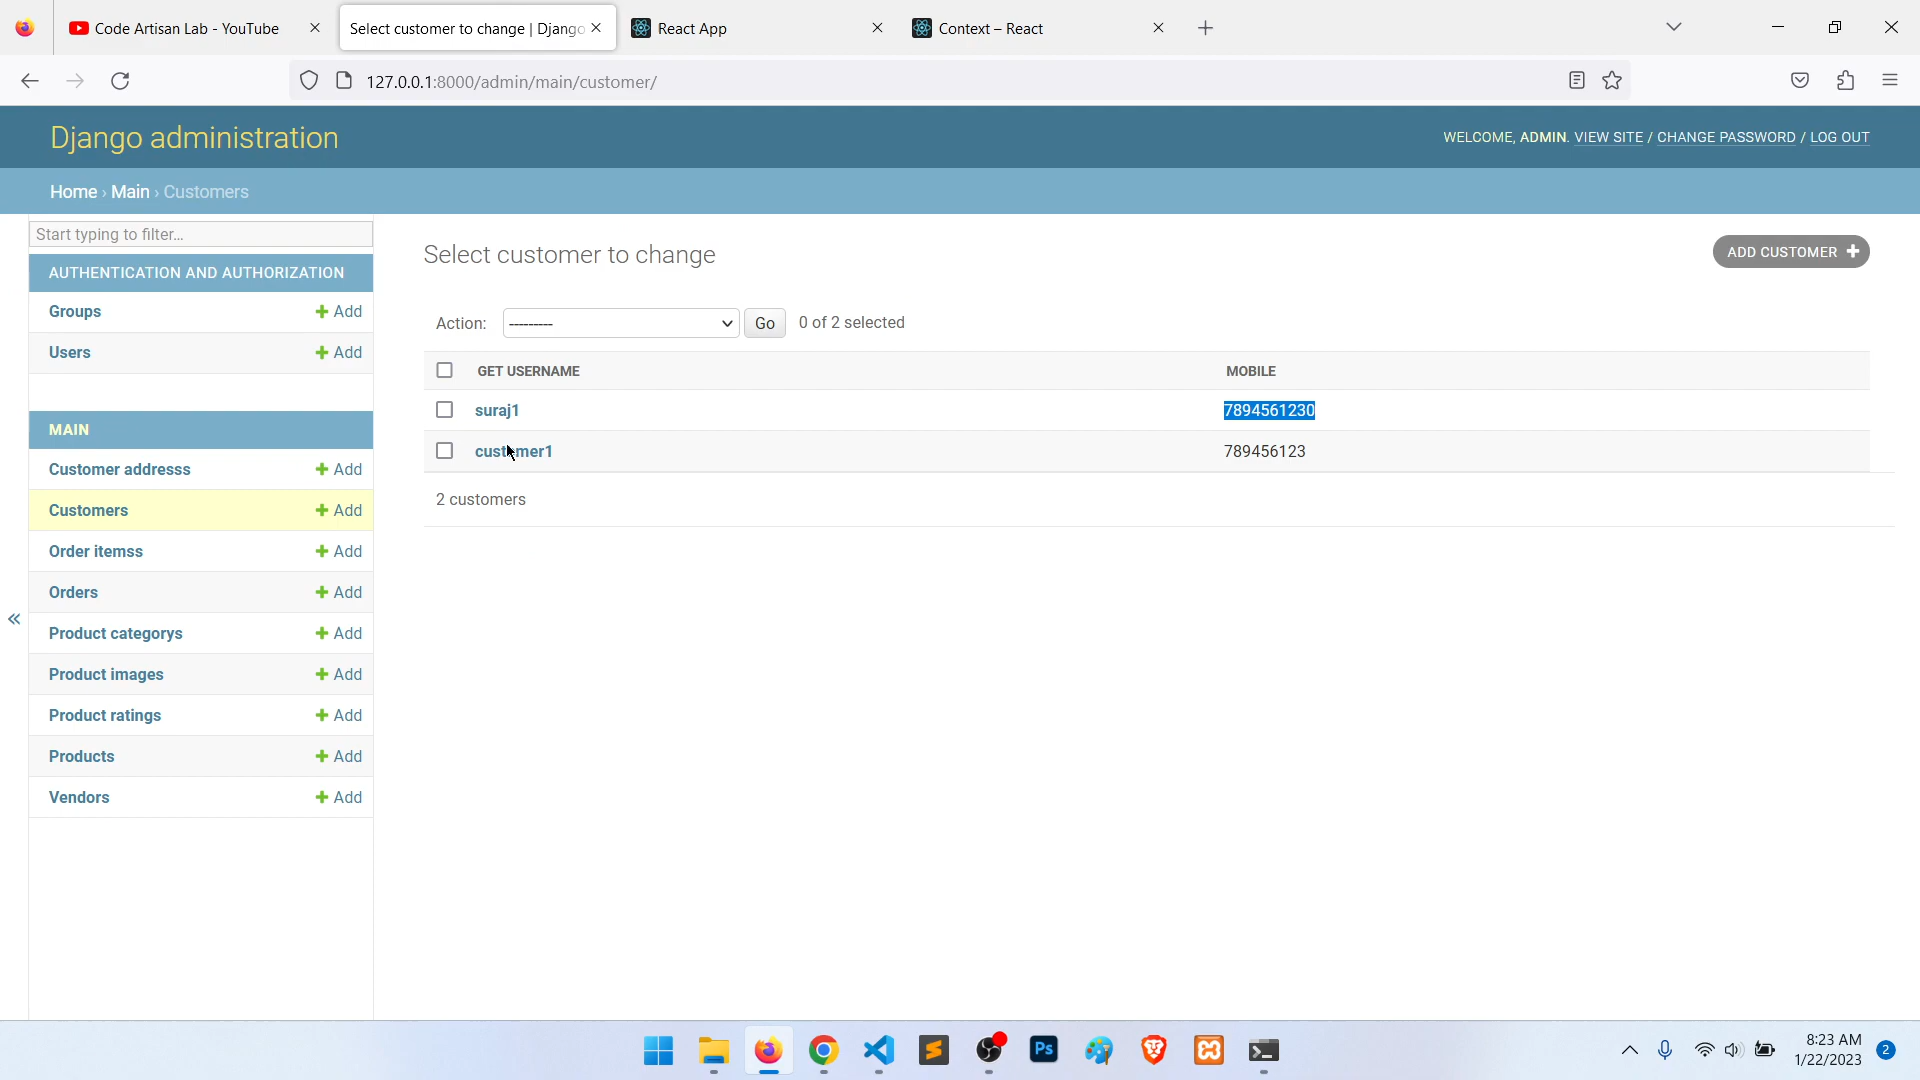 Code Artisan Lab - YouTube
Select customer to change | Django
React App
Context – React
127.0.0.1:8000/admin/main/customer/
Django administration
WELCOME, ADMIN. VIEW SITE / CHANGE PASSWORD / LOG OUT
Home › Main › Customers
Start typing to filter...
AUTHENTICATION AND AUTHORIZATION
Groups + Add
Users + Add
MAIN
Customer addresss + Add
Customers + Add
Order itemss + Add
Orders + Add
Product categorys + Add
Product images + Add
Product ratings + Add
Products + Add
Vendors + Add
«
Select customer to change
ADD CUSTOMER +
Action: --------- Go 0 of 2 selected
GET USERNAME MOBILE
suraj1 7894561230
customer1 789456123
2 customers
Ps
8:23 AM
1/22/2023
2